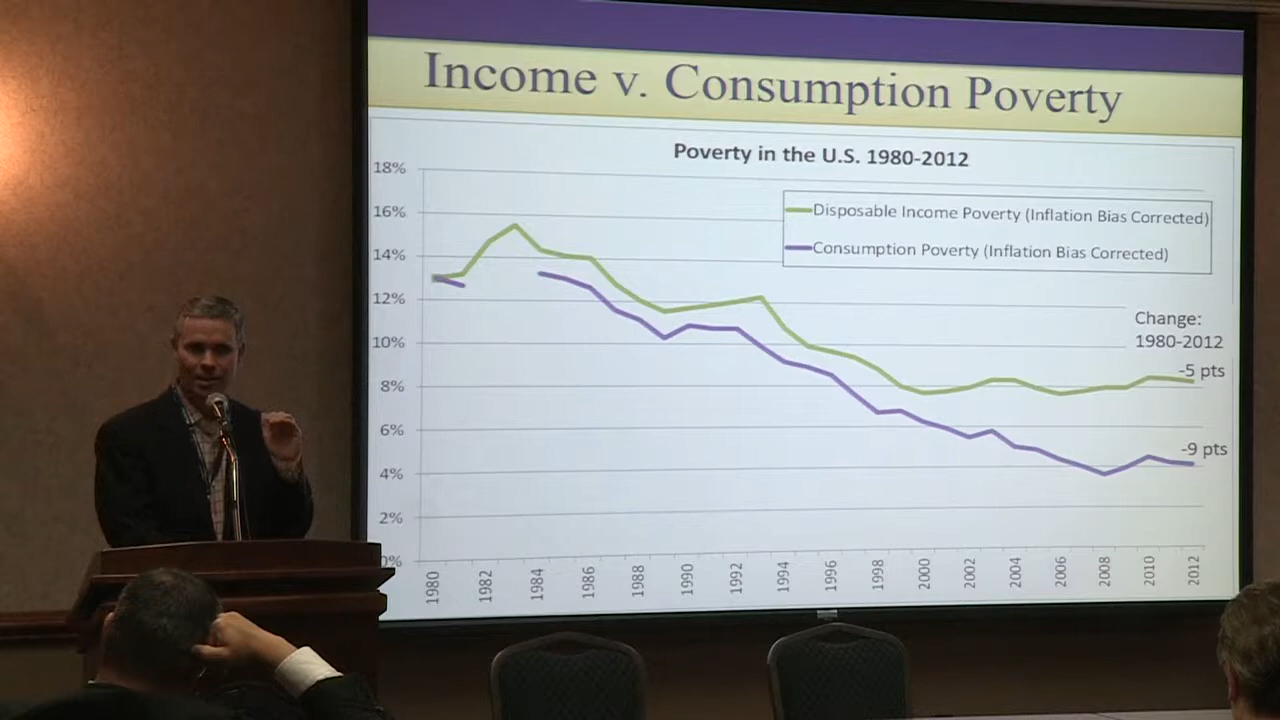 Income v. Consumption Poverty
Poverty in the U.S. 1980-2012
18%
16%
14%
12%
10%
8%
6%
4%
2%
0%
Disposable Income Poverty (Inflation Bias Corrected)
Consumption Poverty (Inflation Bias Corrected)
Change:
1980-2012
-5 pts
-9 pts
1980 1982 1984 1986 1988 1990 1992 1994 1996 1998 2000 2002 2004 2006 2008 2010 2012